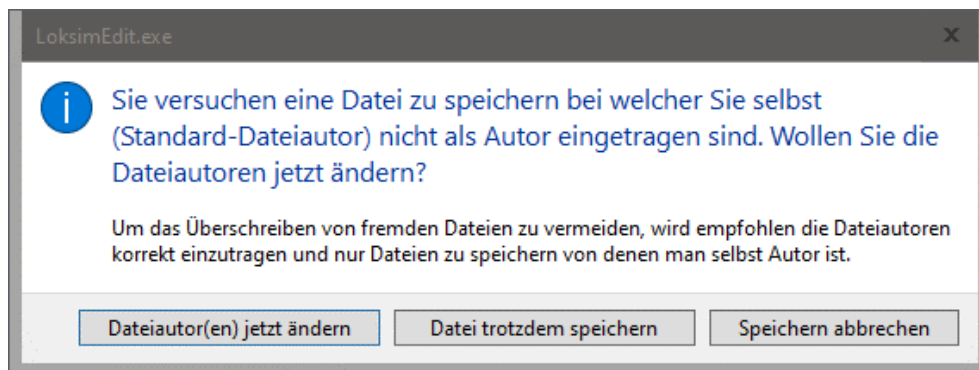 LoksimEdit.exe
Sie versuchen eine Datei zu speichern bei welcher Sie selbst
(Standard-Dateiautor) nicht als Autor eingetragen sind. Wollen Sie die
Dateiautoren jetzt ändern?
Um das Überschreiben von fremden Dateien zu vermeiden, wird empfohlen die Dateiautoren
korrekt einzutragen und nur Dateien zu speichern von denen man selbst Autor ist.
Dateiautor(en) jetzt ändern Datei trotzdem speichern Speichern abbrechen